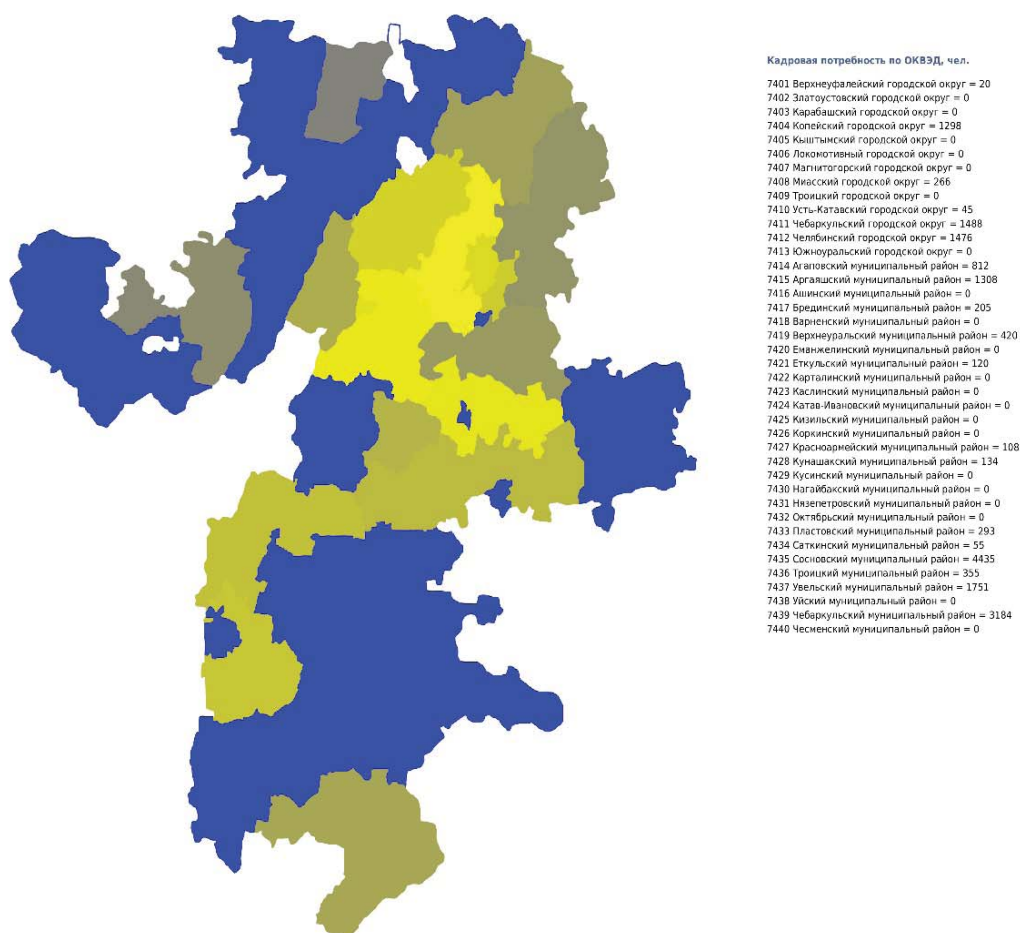 Кадровая потребность по ОКВЭД, чел.
7401 Верхнеуфалейский городской округ = 20
7402 Златоустовский городской округ = 0
7403 Карабашский городской округ = 0
7404 Копейский городской округ = 1298
7405 Кыштымский городской округ = 0
7406 Локомотивный городской округ = 0
7407 Магнитогорский городской округ = 0
7408 Миасский городской округ = 266
7409 Троицкий городской округ = 0
7410 Усть-Катавский городской округ = 45
7411 Чебаркульский городской округ = 1488
7412 Челябинский городской округ = 1476
7413 Южноуральский городской округ = 0
7414 Агаповский муниципальный район = 812
7415 Аргаяшский муниципальный район = 1308
7416 Ашинский муниципальный район = 0
7417 Брединский муниципальный район = 205
7418 Варненский муниципальный район = 0
7419 Верхнеуральский муниципальный район = 420
7420 Еманжелинский муниципальный район = 0
7421 Еткульский муниципальный район = 120
7422 Карталинский муниципальный район = 0
7423 Каслинский муниципальный район = 0
7424 Катав-Ивановский муниципальный район = 0
7425 Кизильский муниципальный район = 0
7426 Коркинский муниципальный район = 0
7427 Красноармейский муниципальный район = 108
7428 Кунашакский муниципальный район = 134
7429 Кусинский муниципальный район = 0
7430 Нагайбакский муниципальный район = 0
7431 Нязепетровский муниципальный район = 0
7432 Октябрьский муниципальный район = 0
7433 Пластовский муниципальный район = 293
7434 Саткинский муниципальный район = 55
7435 Сосновский муниципальный район = 4435
7436 Троицкий муниципальный район = 355
7437 Увельский муниципальный район = 1751
7438 Уйский муниципальный район = 0
7439 Чебаркульский муниципальный район = 3184
7440 Чесменский муниципальный район = 0